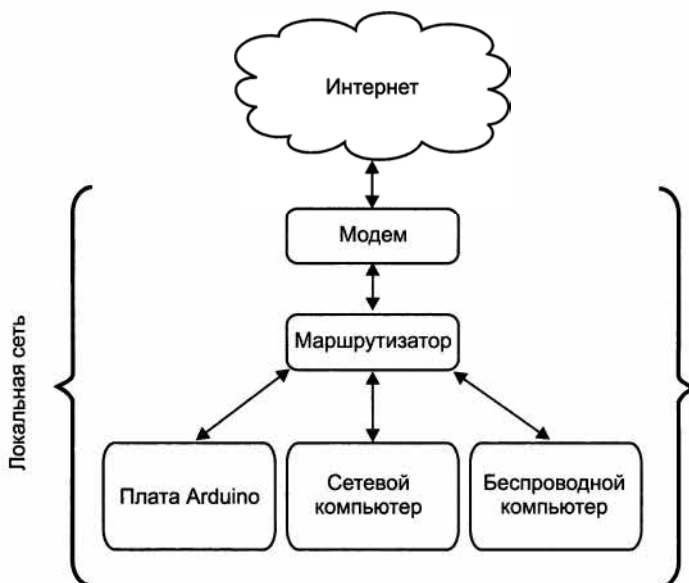 Интернет
Модем
Маршрутизатор
Локальная сеть
Плата Arduino
Сетевой
компьютер
Беспроводной
компьютер